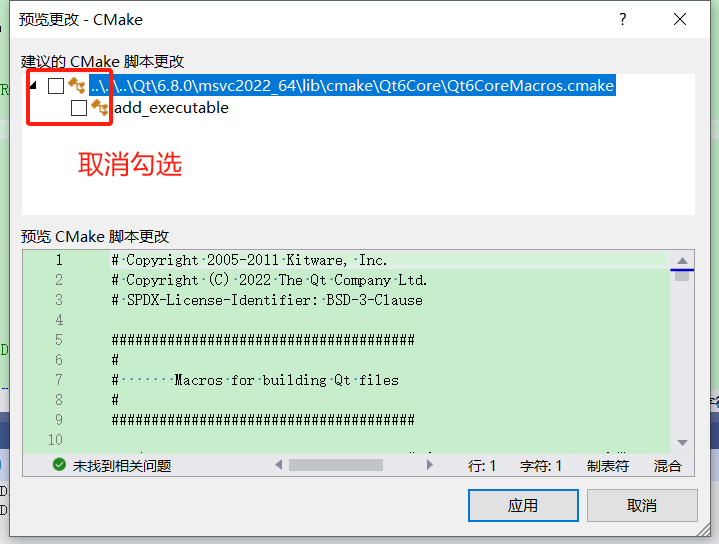 预览更改 - CMake
?
建议的 CMake 脚本更改
..\..\..\Qt\6.8.0\msvc2022_64\lib\cmake\Qt6Core\Qt6CoreMacros.cmake
add_executable
取消勾选
预览 CMake 脚本更改
1 # Copyright 2005-2011 Kitware, Inc.
2 # Copyright (C) 2022 The Qt Company Ltd.
3 # SPDX-License-Identifier: BSD-3-Clause
4
5 ######################################
6 #
7 # Macros for building Qt files
8 #
9 ######################################
10
未找到相关问题 行: 1 字符: 1 制表符 混合
应用 取消